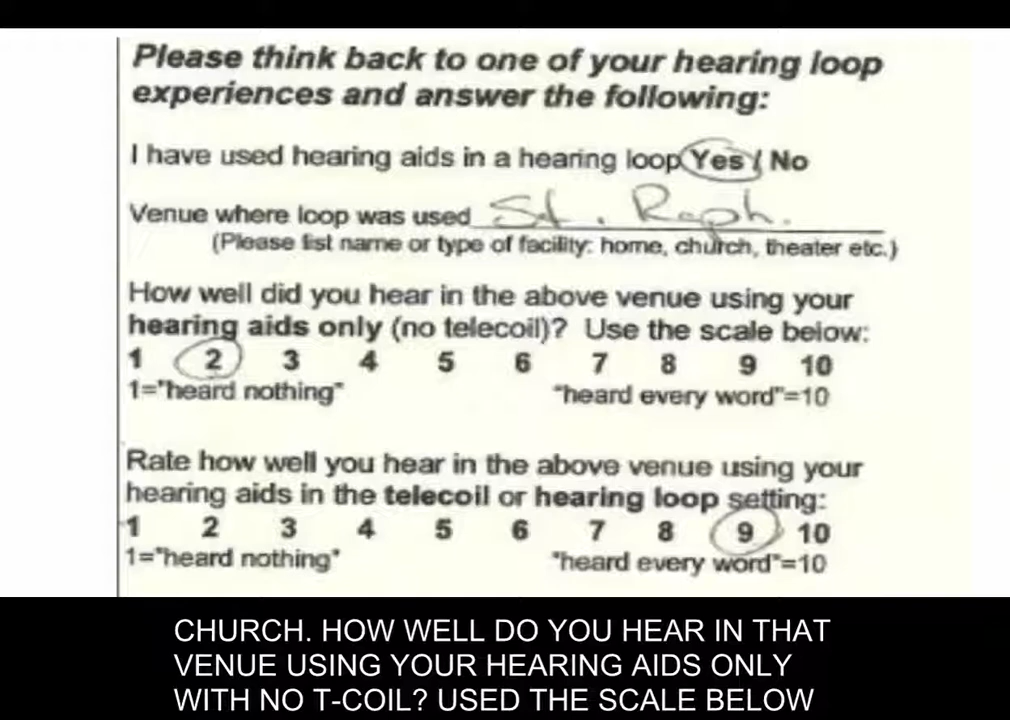 Please think back to one of your hearing loop
experiences and answer the following:
I have used hearing aids in a hearing loop Yes / No
Venue where loop was used St. Raph.
(Please list name or type of facility: home, church, theater etc.)
How well did you hear in the above venue using your
hearing aids only (no telecoil)? Use the scale below:
1 2 3 4 5 6 7 8 9 10
1="heard nothing" "heard every word"=10
Rate how well you hear in the above venue using your
hearing aids in the telecoil or hearing loop setting:
1 2 3 4 5 6 7 8 9 10
1="heard nothing" "heard every word"=10
CHURCH. HOW WELL DO YOU HEAR IN THAT
VENUE USING YOUR HEARING AIDS ONLY
WITH NO T-COIL? USED THE SCALE BELOW